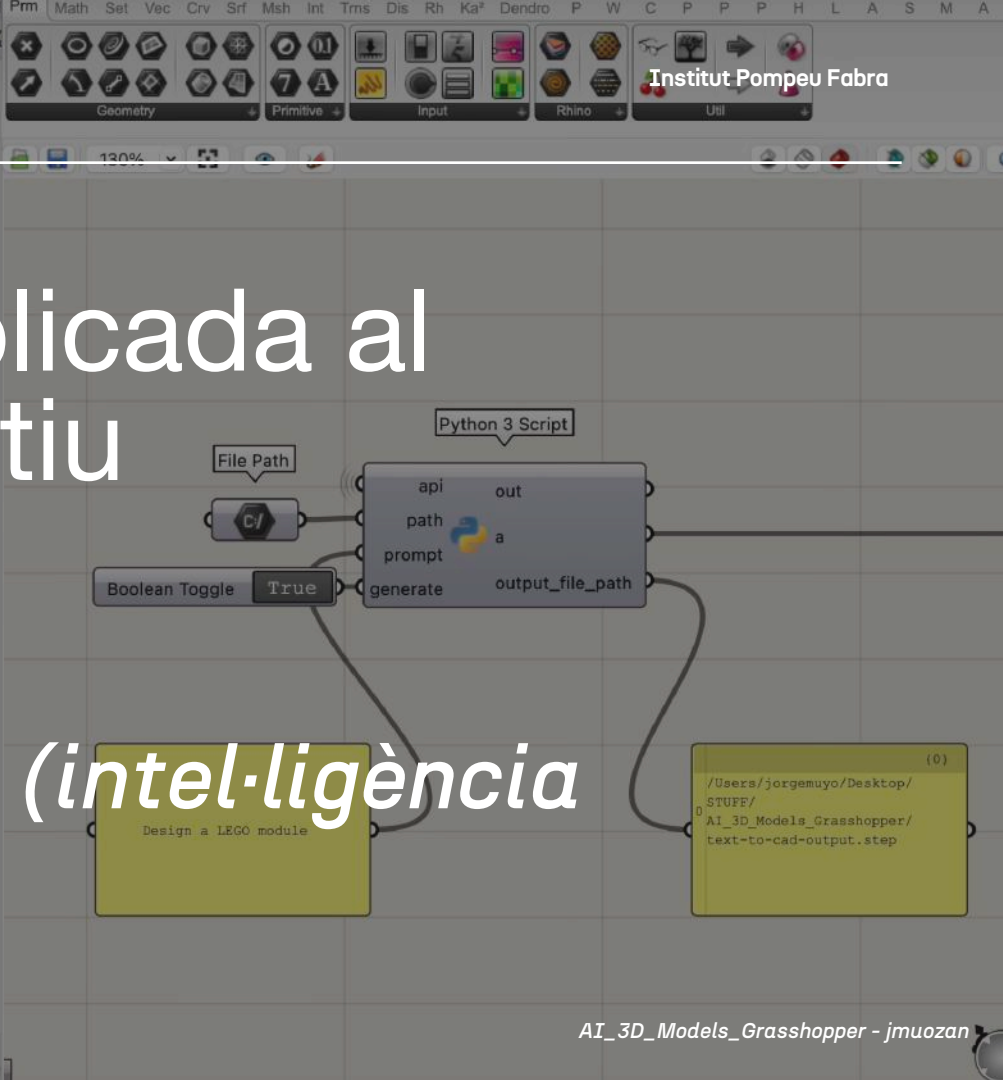 Prm Math Set Vec Crv Srf Msh Int Trns Dis Rh Ka² Dendro P W C P P P H L A S M A
Geometry Primitive Input Rhino Util
Institut Pompeu Fabra
130%
licada al
tiu
Python 3 Script
File Path
api out
path a
prompt
generate output_file_path
Boolean Toggle True
(intel·ligència
Design a LEGO module
(0)
0
/Users/jorgemuyo/Desktop/
STUFF/
AI_3D_Models_Grasshopper/
text-to-cad-output.step
AI_3D_Models_Grasshopper - jmuozan